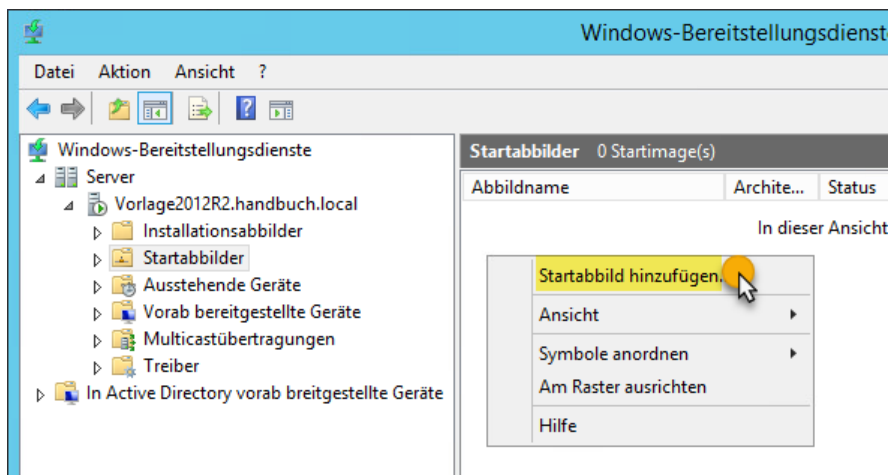 Windows-Bereitstellungsdienst
Datei Aktion Ansicht ?
Windows-Bereitstellungsdienste
Server
Vorlage2012R2.handbuch.local
Installationsabbilder
Startabbilder
Ausstehende Geräte
Vorab bereitgestellte Geräte
Multicastübertragungen
Treiber
In Active Directory vorab breitgestellte Geräte
Startabbilder 0 Startimage(s)
Abbildname Archite... Status
In dieser Ansicht
Startabbild hinzufügen.
Ansicht
Symbole anordnen
Am Raster ausrichten
Hilfe